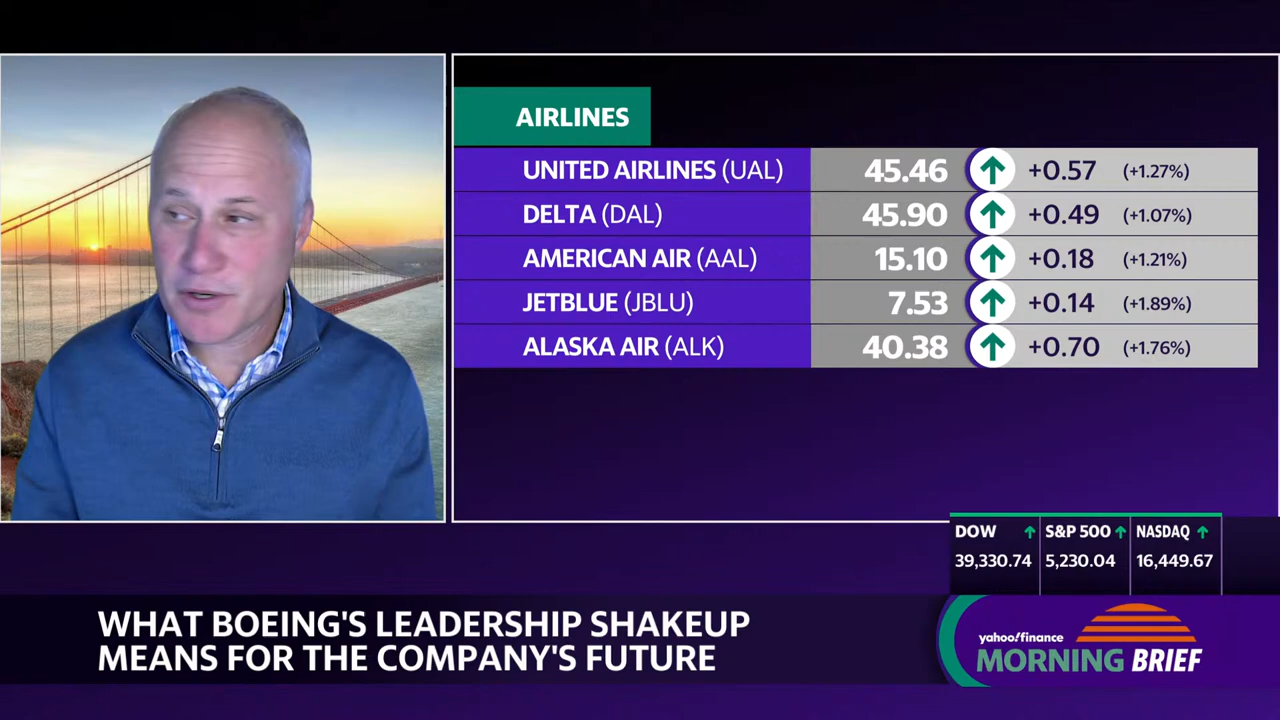 AIRLINES
UNITED AIRLINES (UAL) 45.46 +0.57 (+1.27%)
DELTA (DAL) 45.90 +0.49 (+1.07%)
AMERICAN AIR (AAL) 15.10 +0.18 (+1.21%)
JETBLUE (JBLU) 7.53 +0.14 (+1.89%)
ALASKA AIR (ALK) 40.38 +0.70 (+1.76%)
DOW S&P 500 NASDAQ
39,330.74 5,230.04 16,449.67
WHAT BOEING'S LEADERSHIP SHAKEUP
MEANS FOR THE COMPANY'S FUTURE
yahoo!finance
MORNING BRIEF